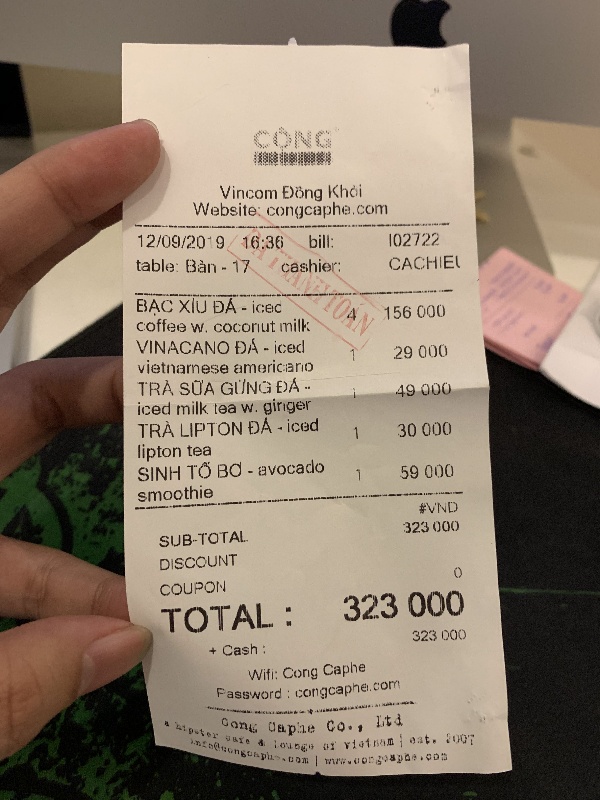 CỘNG
Vincom Đồng Khởi
Website: congcaphe.com
12/09/2019 16:36 bill: I02722
table: Bàn - 17 cashier: CACHIEU
ĐÃ THANH TOÁN
BẠC XỈU ĐÁ - iced 4 156 000
coffee w. coconut milk
VINACANO ĐÁ - iced 1 29 000
vietnamese americano
TRÀ SỮA GỪNG ĐÁ - 1 49 000
iced milk tea w. ginger
TRÀ LIPTON ĐÁ - iced 1 30 000
lipton tea
SINH TỐ BƠ - avocado 1 59 000
smoothie
#VND
SUB-TOTAL 323 000
DISCOUNT
COUPON 0
TOTAL : 323 000
+ Cash : 323 000
Wifi: Cong Caphe
Password : congcaphe.com
Cong Caphe Co., Ltd
a hipster cafe & lounge of vietnam | est. 2007
info@congcaphe.com | www.congcaphe.com